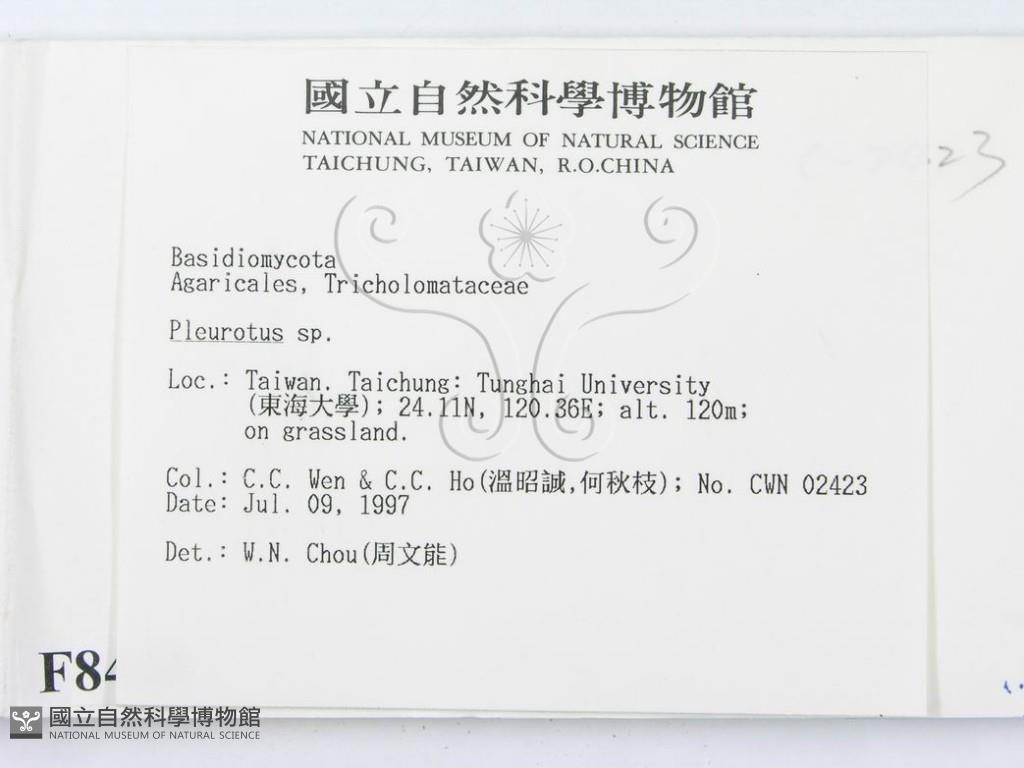 國立自然科學博物館
NATIONAL MUSEUM OF NATURAL SCIENCE
TAICHUNG, TAIWAN, R.O.CHINA
23
Basidiomycota
Agaricales, Tricholomataceae
Pleurotus sp.
Loc.: Taiwan. Taichung: Tunghai University
(東海大學); 24.11N, 120.36E; alt. 120m;
on grassland.
Col.: C.C. Wen & C.C. Ho(溫昭誠,何秋枝); No. CWN 02423
Date: Jul. 09, 1997
Det.: W.N. Chou(周文能)
F84
國立自然科學博物館
NATIONAL MUSEUM OF NATURAL SCIENCE